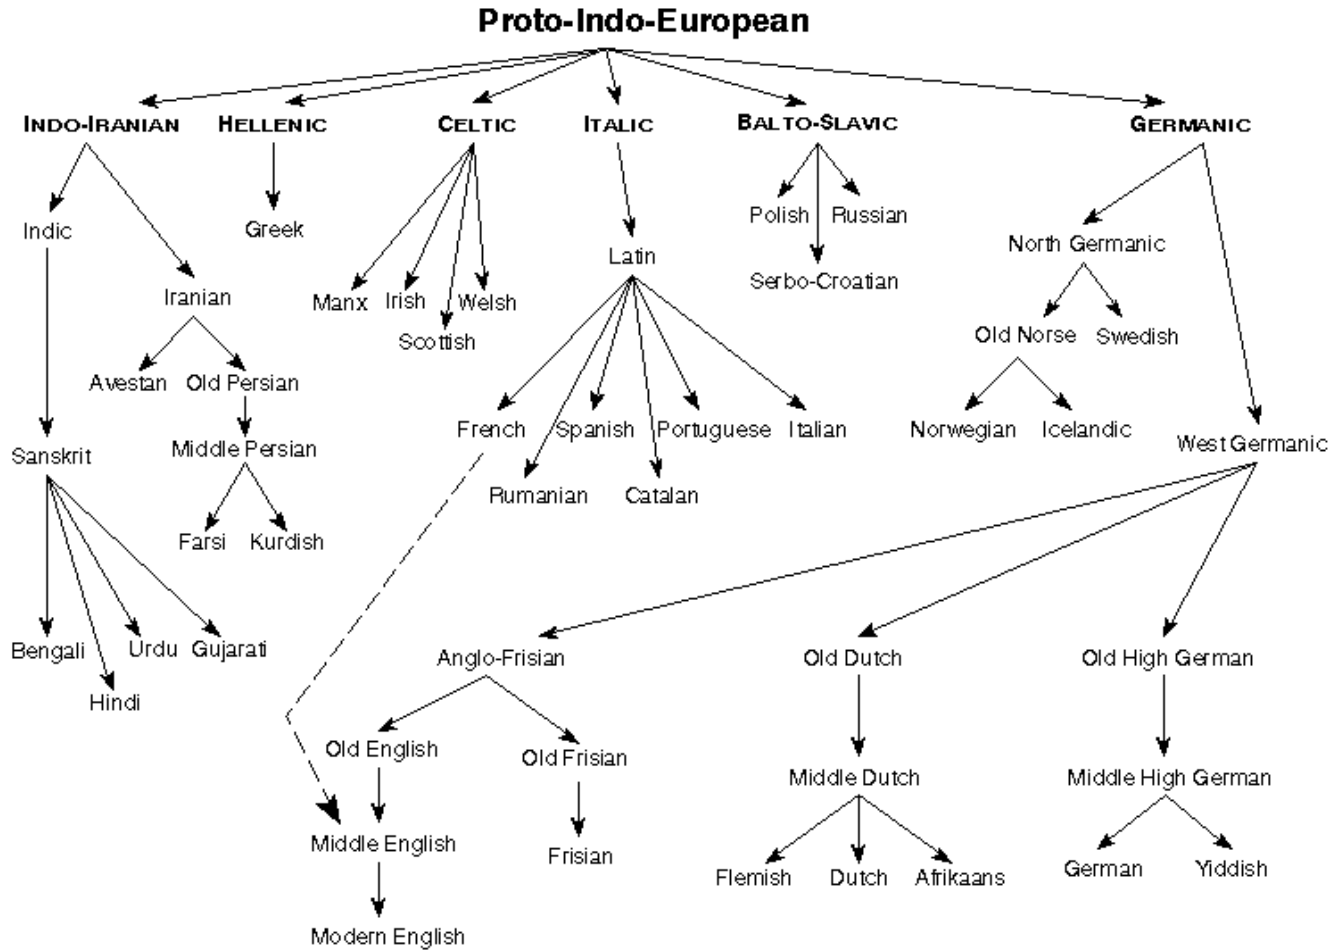 Proto-Indo-European
INDO-IRANIAN
HELLENIC
CELTIC
ITALIC
BALTO-SLAVIC
GERMANIC
Indic
Greek
Polish
Russian
North Germanic
Latin
Iranian
Manx
Irish
Welsh
Serbo-Croatian
Scottish
Old Norse
Swedish
Avestan
Old Persian
French
Spanish
Portuguese
Italian
Norwegian
Icelandic
West Germanic
Sanskrit
Middle Persian
Rumanian
Catalan
Farsi
Kurdish
Bengali
Urdu
Gujarati
Hindi
Anglo-Frisian
Old Dutch
Old High German
Old English
Old Frisian
Middle Dutch
Middle High German
Middle English
Frisian
Flemish
Dutch
Afrikaans
German
Yiddish
Modern English